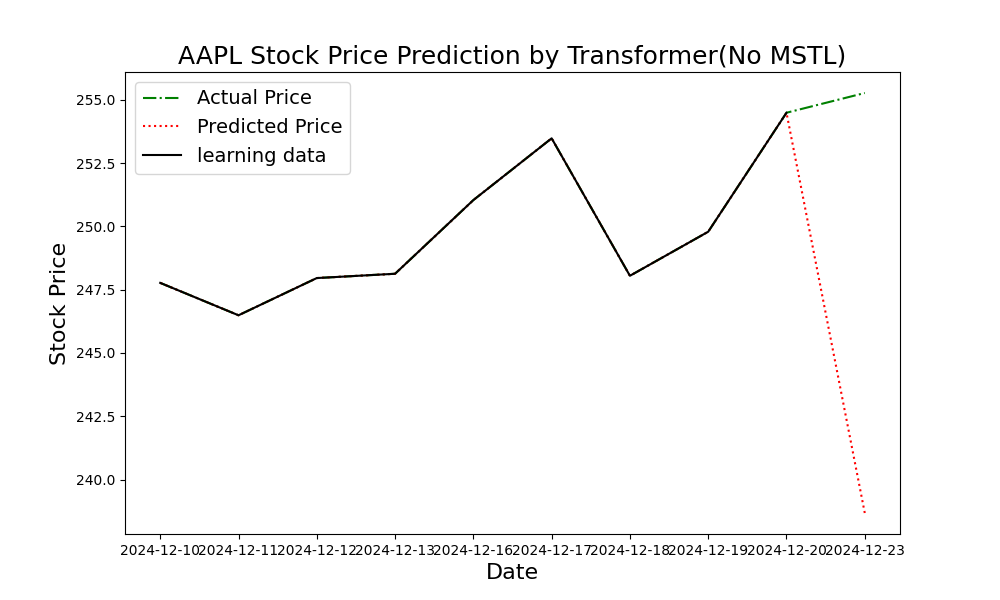 AAPL Stock Price Prediction by Transformer(No MSTL)
Actual Price
Predicted Price
learning data
255.0
252.5
250.0
247.5
245.0
242.5
240.0
Stock Price
2024-12-10 2024-12-11 2024-12-12 2024-12-13 2024-12-16 2024-12-17 2024-12-18 2024-12-19 2024-12-20 2024-12-23
Date